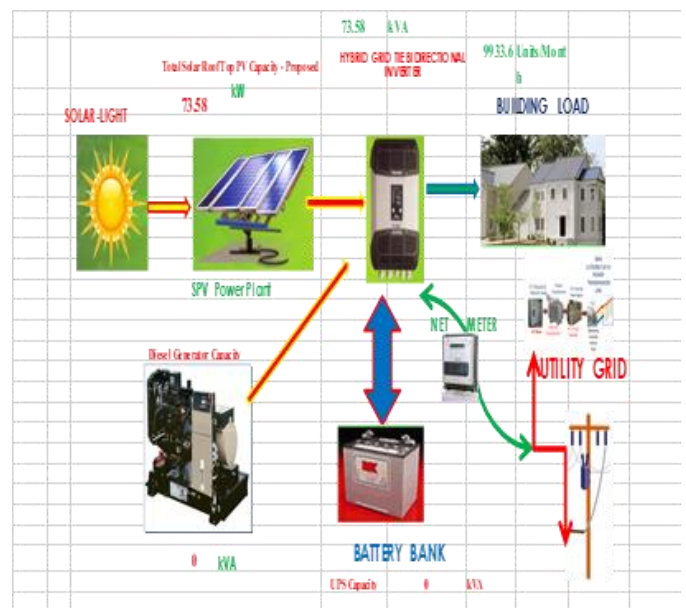 73.58 kVA
Total Solar Roof Top PV Capacity - Proposed
HYBRID GRID TIE BIDIRECTIONAL
INVERTER
9933.6 Units/Mont
h
kW
SOLAR-LIGHT
73.58
BUILDING LOAD
SPV Power Plant
NET METER
Diesel Generator Capacity
UTILITY GRID
BATTERY BANK
0 kVA
UPS Capacity 0 kVA